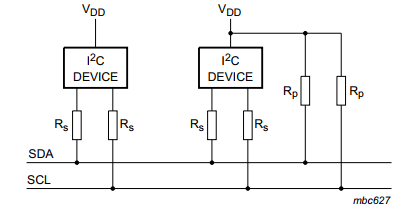 VDD VDD
I²C
DEVICE
I²C
DEVICE
Rp Rp
Rs Rs Rs Rs
SDA
SCL
mbc627